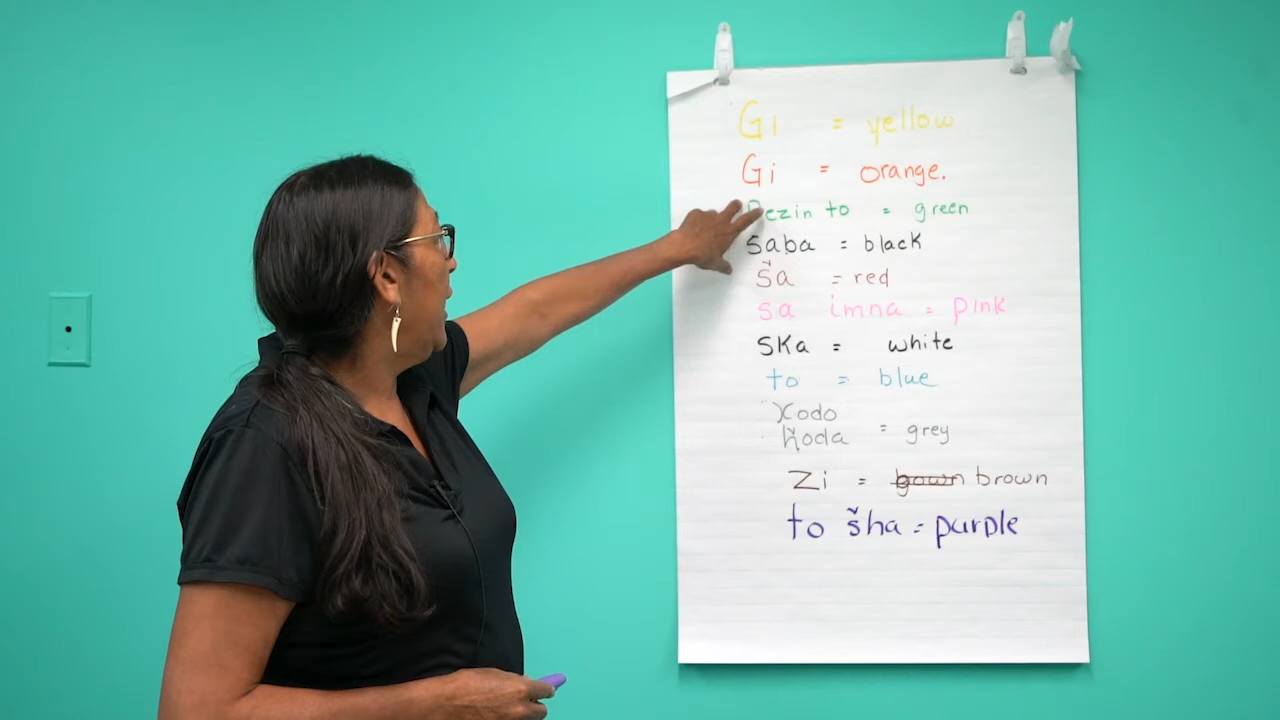 Gi = yellow
Gi = orange.
Pezin to = green
saba = black
ša = red
sa imna = pink
SKa = white
to = blue
Xodo
ȟoda = grey
Zi = brown
to šha = purple